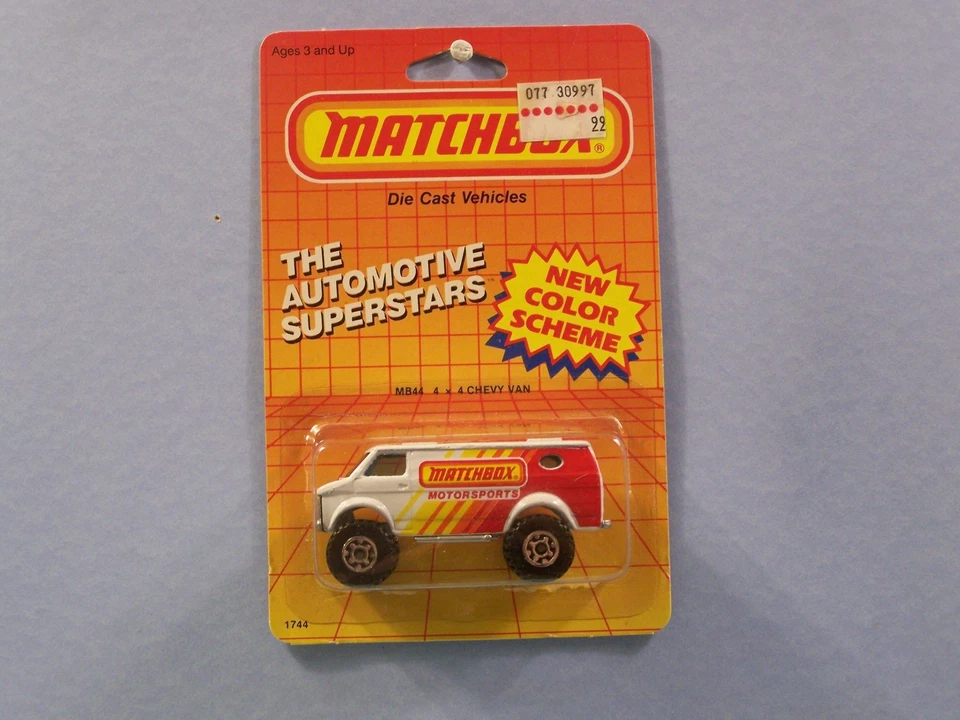 Ages 3 and Up
077 30997
22
MATCHBOX®
Die Cast Vehicles
THE
AUTOMOTIVE
SUPERSTARS
NEW
COLOR
SCHEME
MB44 4 x 4 CHEVY VAN
MATCHBOX
MOTORSPORTS
1744